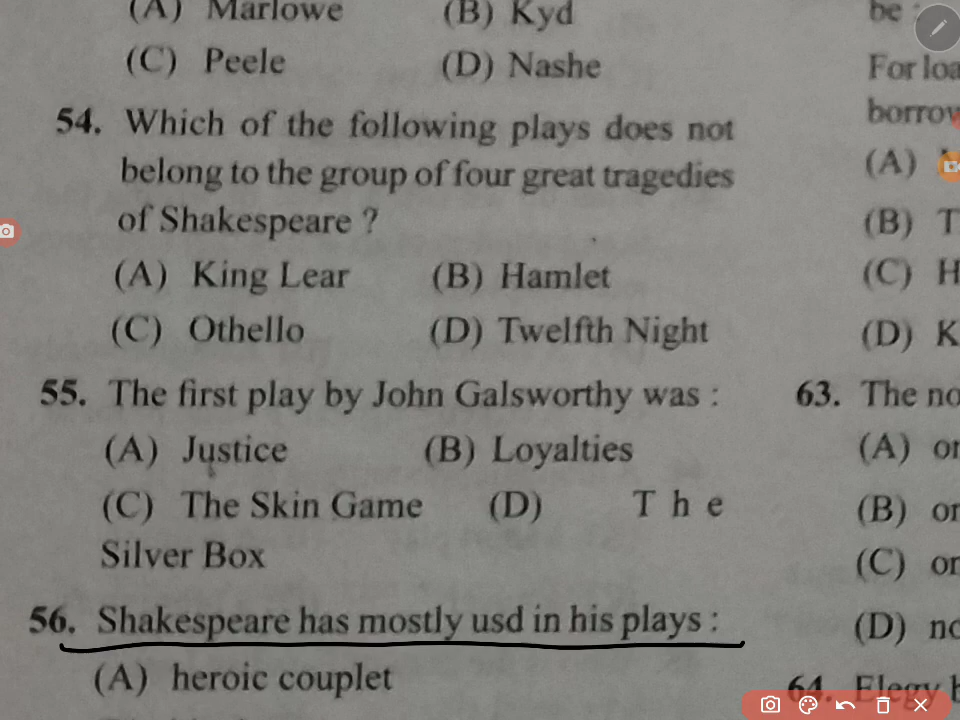 (A) Marlowe (B) Kyd
(C) Peele (D) Nashe
54. Which of the following plays does not
belong to the group of four great tragedies
of Shakespeare ?
(A) King Lear (B) Hamlet
(C) Othello (D) Twelfth Night
55. The first play by John Galsworthy was :
(A) Justice (B) Loyalties
(C) The Skin Game (D) T h e
Silver Box
56. Shakespeare has mostly usd in his plays :
(A) heroic couplet
be :
For loa
borrow
(A)
(B) T
(C) H
(D) K
63. The no
(A) or
(B) or
(C) or
(D) no
64. Elegy b